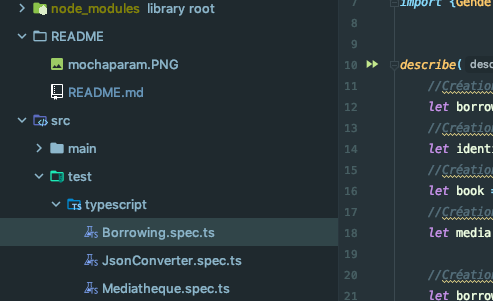 node_modules library root
README
mochaparam.PNG
README.md
src
main
test
typescript
Borrowing.spec.ts
JsonConverter.spec.ts
Mediatheque.spec.ts
7 import {Gende
8
9
10 describe( desc
11 //Création
12 let borrow
13 //Création
14 let identi
15 //Création
16 let book =
17 //Création
18 let media
19
20 //Création
21 let borrow